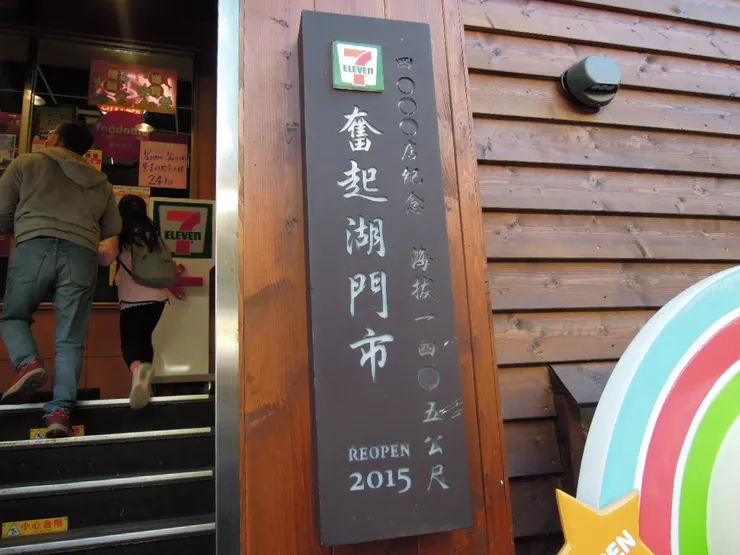 7
ELEVEN
四〇〇〇店紀念 海拔一四〇五公尺
奮起湖門市
REOPEN
2015
24hr
7
ELEVEN
小心台階
PEN